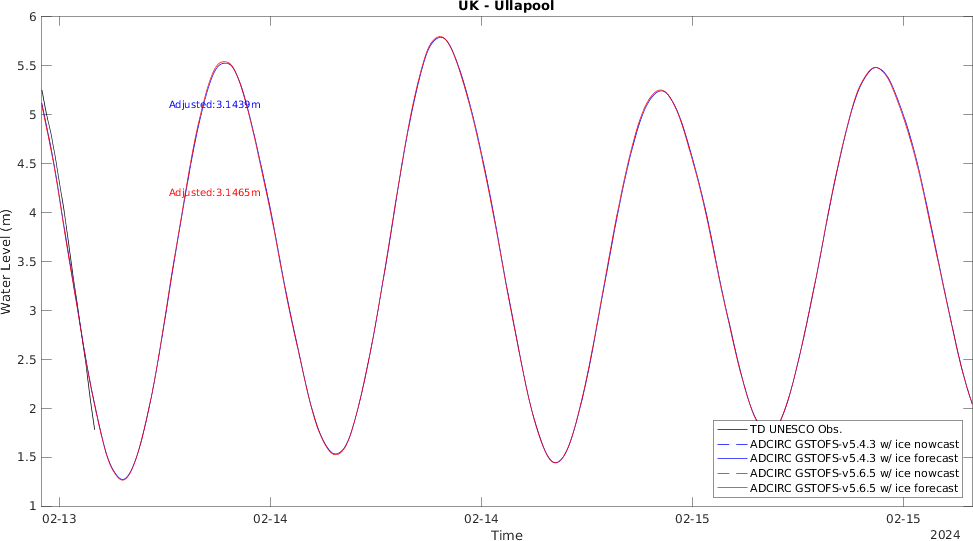 UK - Ullapool
6
5.5
5
4.5
4
3.5
3
2.5
2
1.5
1
Water Level (m)
Adjusted:3.1439m
Adjusted:3.1465m
TD UNESCO Obs.
ADCIRC GSTOFS-v5.4.3 w/ ice nowcast
ADCIRC GSTOFS-v5.4.3 w/ ice forecast
ADCIRC GSTOFS-v5.6.5 w/ ice nowcast
ADCIRC GSTOFS-v5.6.5 w/ ice forecast
02-13 02-14 02-14 02-15 02-15
Time
2024